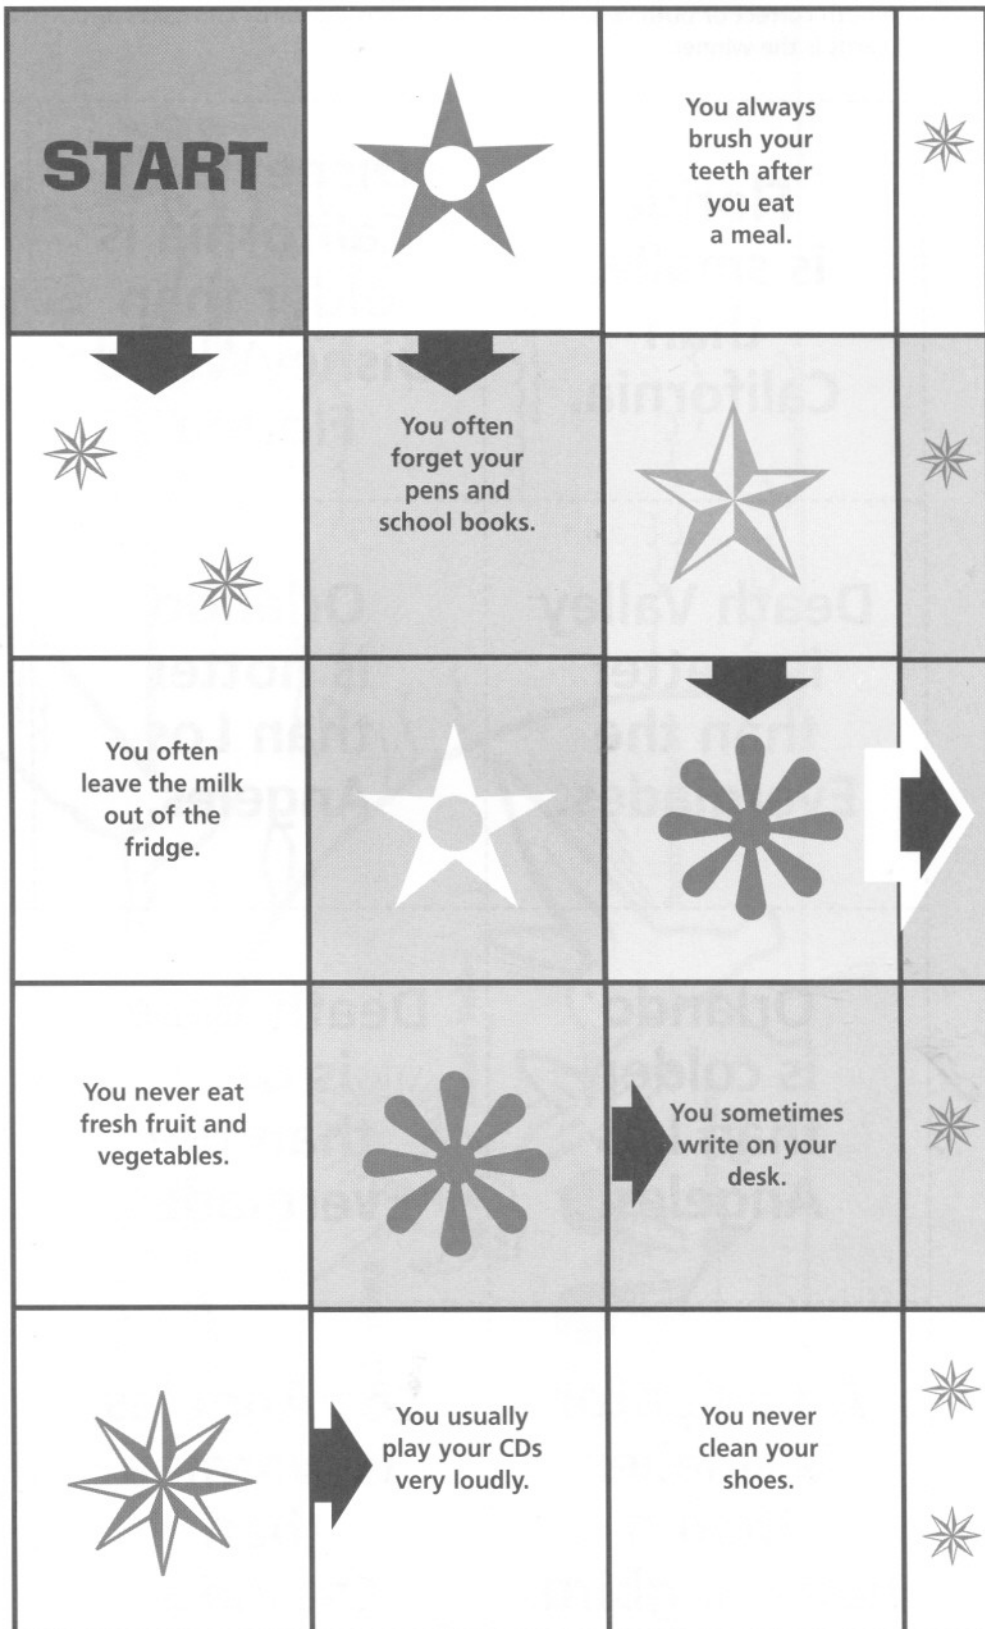 START
You always
brush your
teeth after
you eat
a meal.
You often
forget your
pens and
school books.
You often
leave the milk
out of the
fridge.
You never eat
fresh fruit and
vegetables.
You sometimes
write on your
desk.
You usually
play your CDs
very loudly.
You never
clean your
shoes.